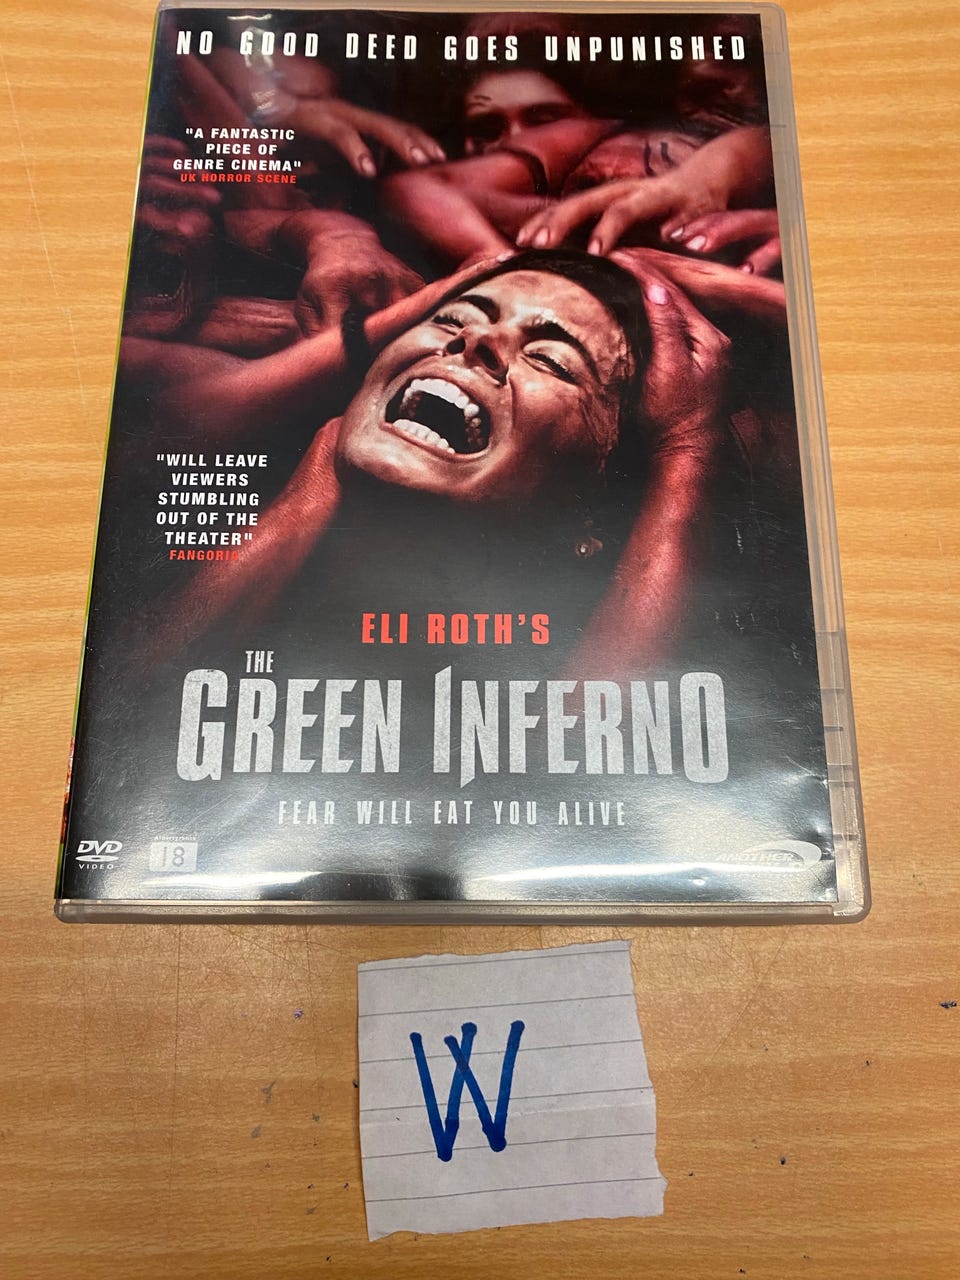 NO GOOD DEED GOES UNPUNISHED
"A FANTASTIC
PIECE OF
GENRE CINEMA"
UK HORROR SCENE
"WILL LEAVE
VIEWERS
STUMBLING
OUT OF THE
THEATER"
FANGORIA
ELI ROTH'S
THE
GREEN INFERNO
FEAR WILL EAT YOU ALIVE
DVD
VIDEO
18
ANOTHER
W